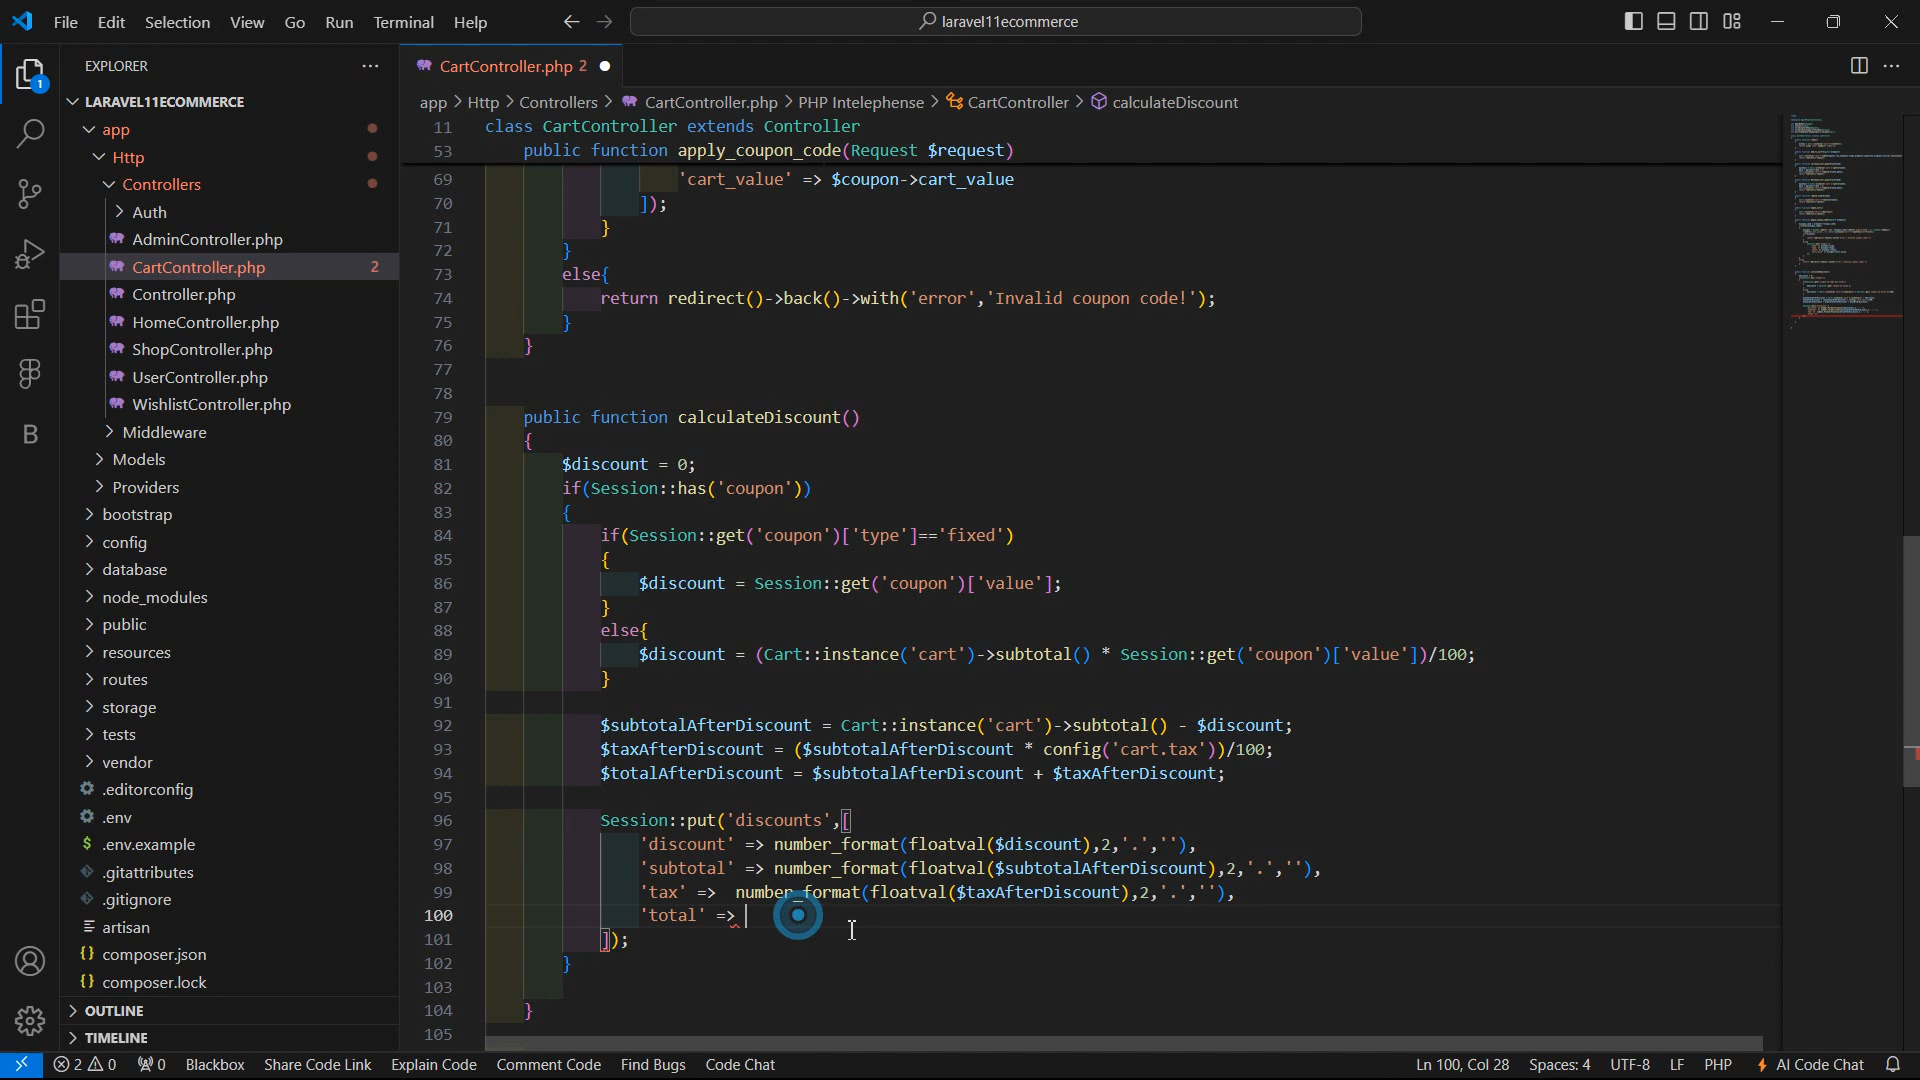 File Edit Selection View Go Run Terminal Help
laravel11ecommerce
EXPLORER
LARAVEL11ECOMMERCE
app
Http
Controllers
Auth
AdminController.php
CartController.php 2
Controller.php
HomeController.php
ShopController.php
UserController.php
WishlistController.php
Middleware
Models
Providers
bootstrap
config
database
node_modules
public
resources
routes
storage
tests
vendor
.editorconfig
.env
.env.example
.gitattributes
.gitignore
artisan
composer.json
composer.lock
OUTLINE
TIMELINE
1
B
CartController.php 2
app > Http > Controllers > CartController.php > PHP Intelephense > CartController > calculateDiscount
11 class CartController extends Controller
53 public function apply_coupon_code(Request $request)
69 'cart_value' => $coupon->cart_value
70 ]);
71 }
72 }
73 else{
74 return redirect()->back()->with('error','Invalid coupon code!');
75 }
76 }
77
78
79 public function calculateDiscount()
80 {
81 $discount = 0;
82 if(Session::has('coupon'))
83 {
84 if(Session::get('coupon')['type']=='fixed')
85 {
86 $discount = Session::get('coupon')['value'];
87 }
88 else{
89 $discount = (Cart::instance('cart')->subtotal() * Session::get('coupon')['value'])/100;
90 }
91
92 $subtotalAfterDiscount = Cart::instance('cart')->subtotal() - $discount;
93 $taxAfterDiscount = ($subtotalAfterDiscount * config('cart.tax'))/100;
94 $totalAfterDiscount = $subtotalAfterDiscount + $taxAfterDiscount;
95
96 Session::put('discounts',[
97 'discount' => number_format(floatval($discount),2,'.',''),
98 'subtotal' => number_format(floatval($subtotalAfterDiscount),2,'.',''),
99 'tax' =>  number_format(floatval($taxAfterDiscount),2,'.',''),
100 'total' =>
101 ]);
102 }
103
104 }
105
2 0 0 Blackbox Share Code Link Explain Code Comment Code Find Bugs Code Chat Ln 100, Col 28 Spaces: 4 UTF-8 LF PHP AI Code Chat